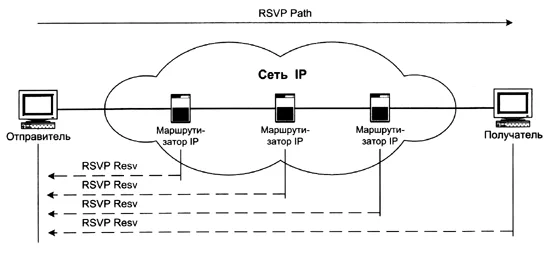 RSVP Path
Сеть IP
Отправитель
Маршрути-
затор IP
Маршрути-
затор IP
Маршрути-
затор IP
Получатель
RSVP Resv
RSVP Resv
RSVP Resv
RSVP Resv